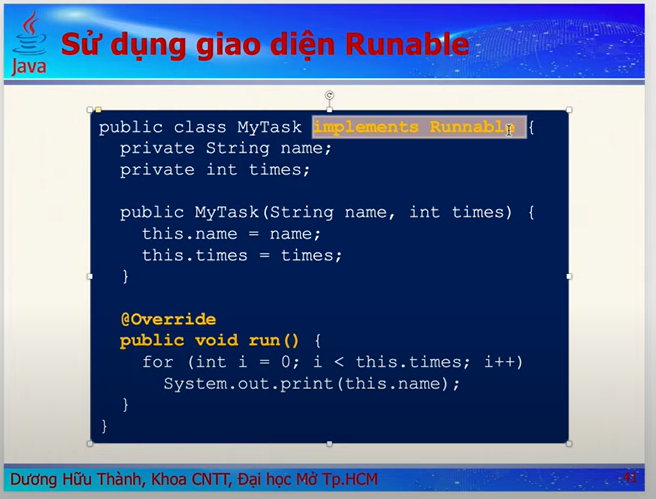 Java
Sử dụng giao diện Runable
public class MyTask implements Runnable {
private String name;
private int times;
public MyTask(String name, int times) {
this.name = name;
this.times = times;
}
@Override
public void run() {
for (int i = 0; i < this.times; i++)
System.out.print(this.name);
}
}
Dương Hữu Thành, Khoa CNTT, Đại học Mở Tp.HCM
41